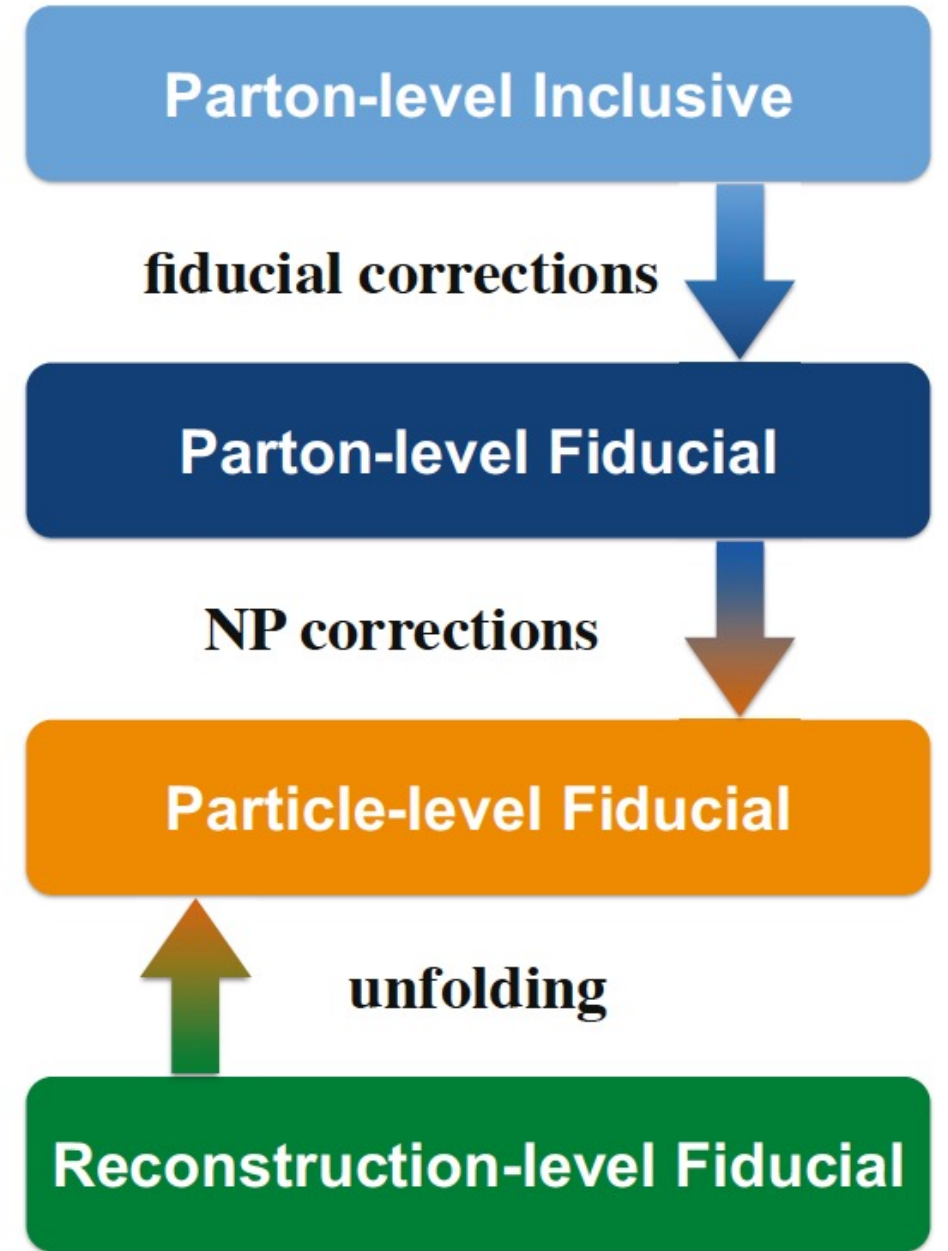 Parton-level Inclusive
fiducial corrections
Parton-level Fiducial
NP corrections
Particle-level Fiducial
unfolding
Reconstruction-level Fiducial